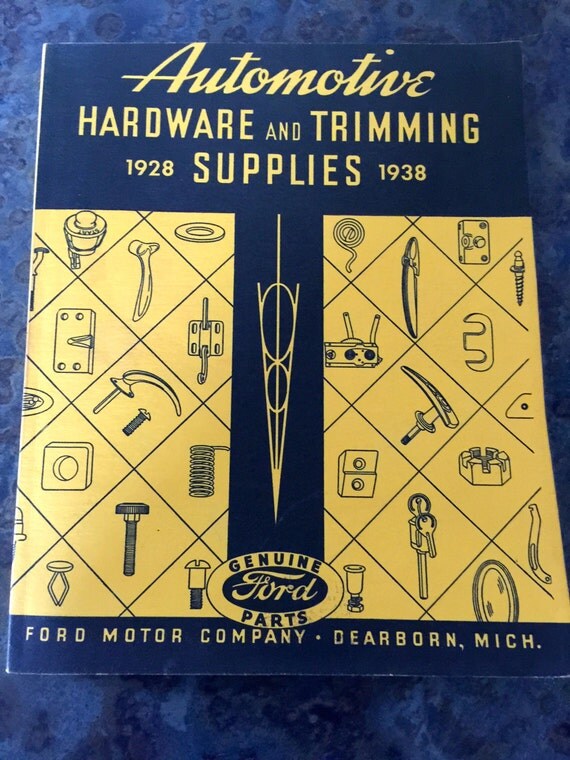 Automotive
HARDWARE AND TRIMMING
1928 SUPPLIES 1938
GENUINE
Ford
PARTS
FORD MOTOR COMPANY · DEARBORN, MICH.